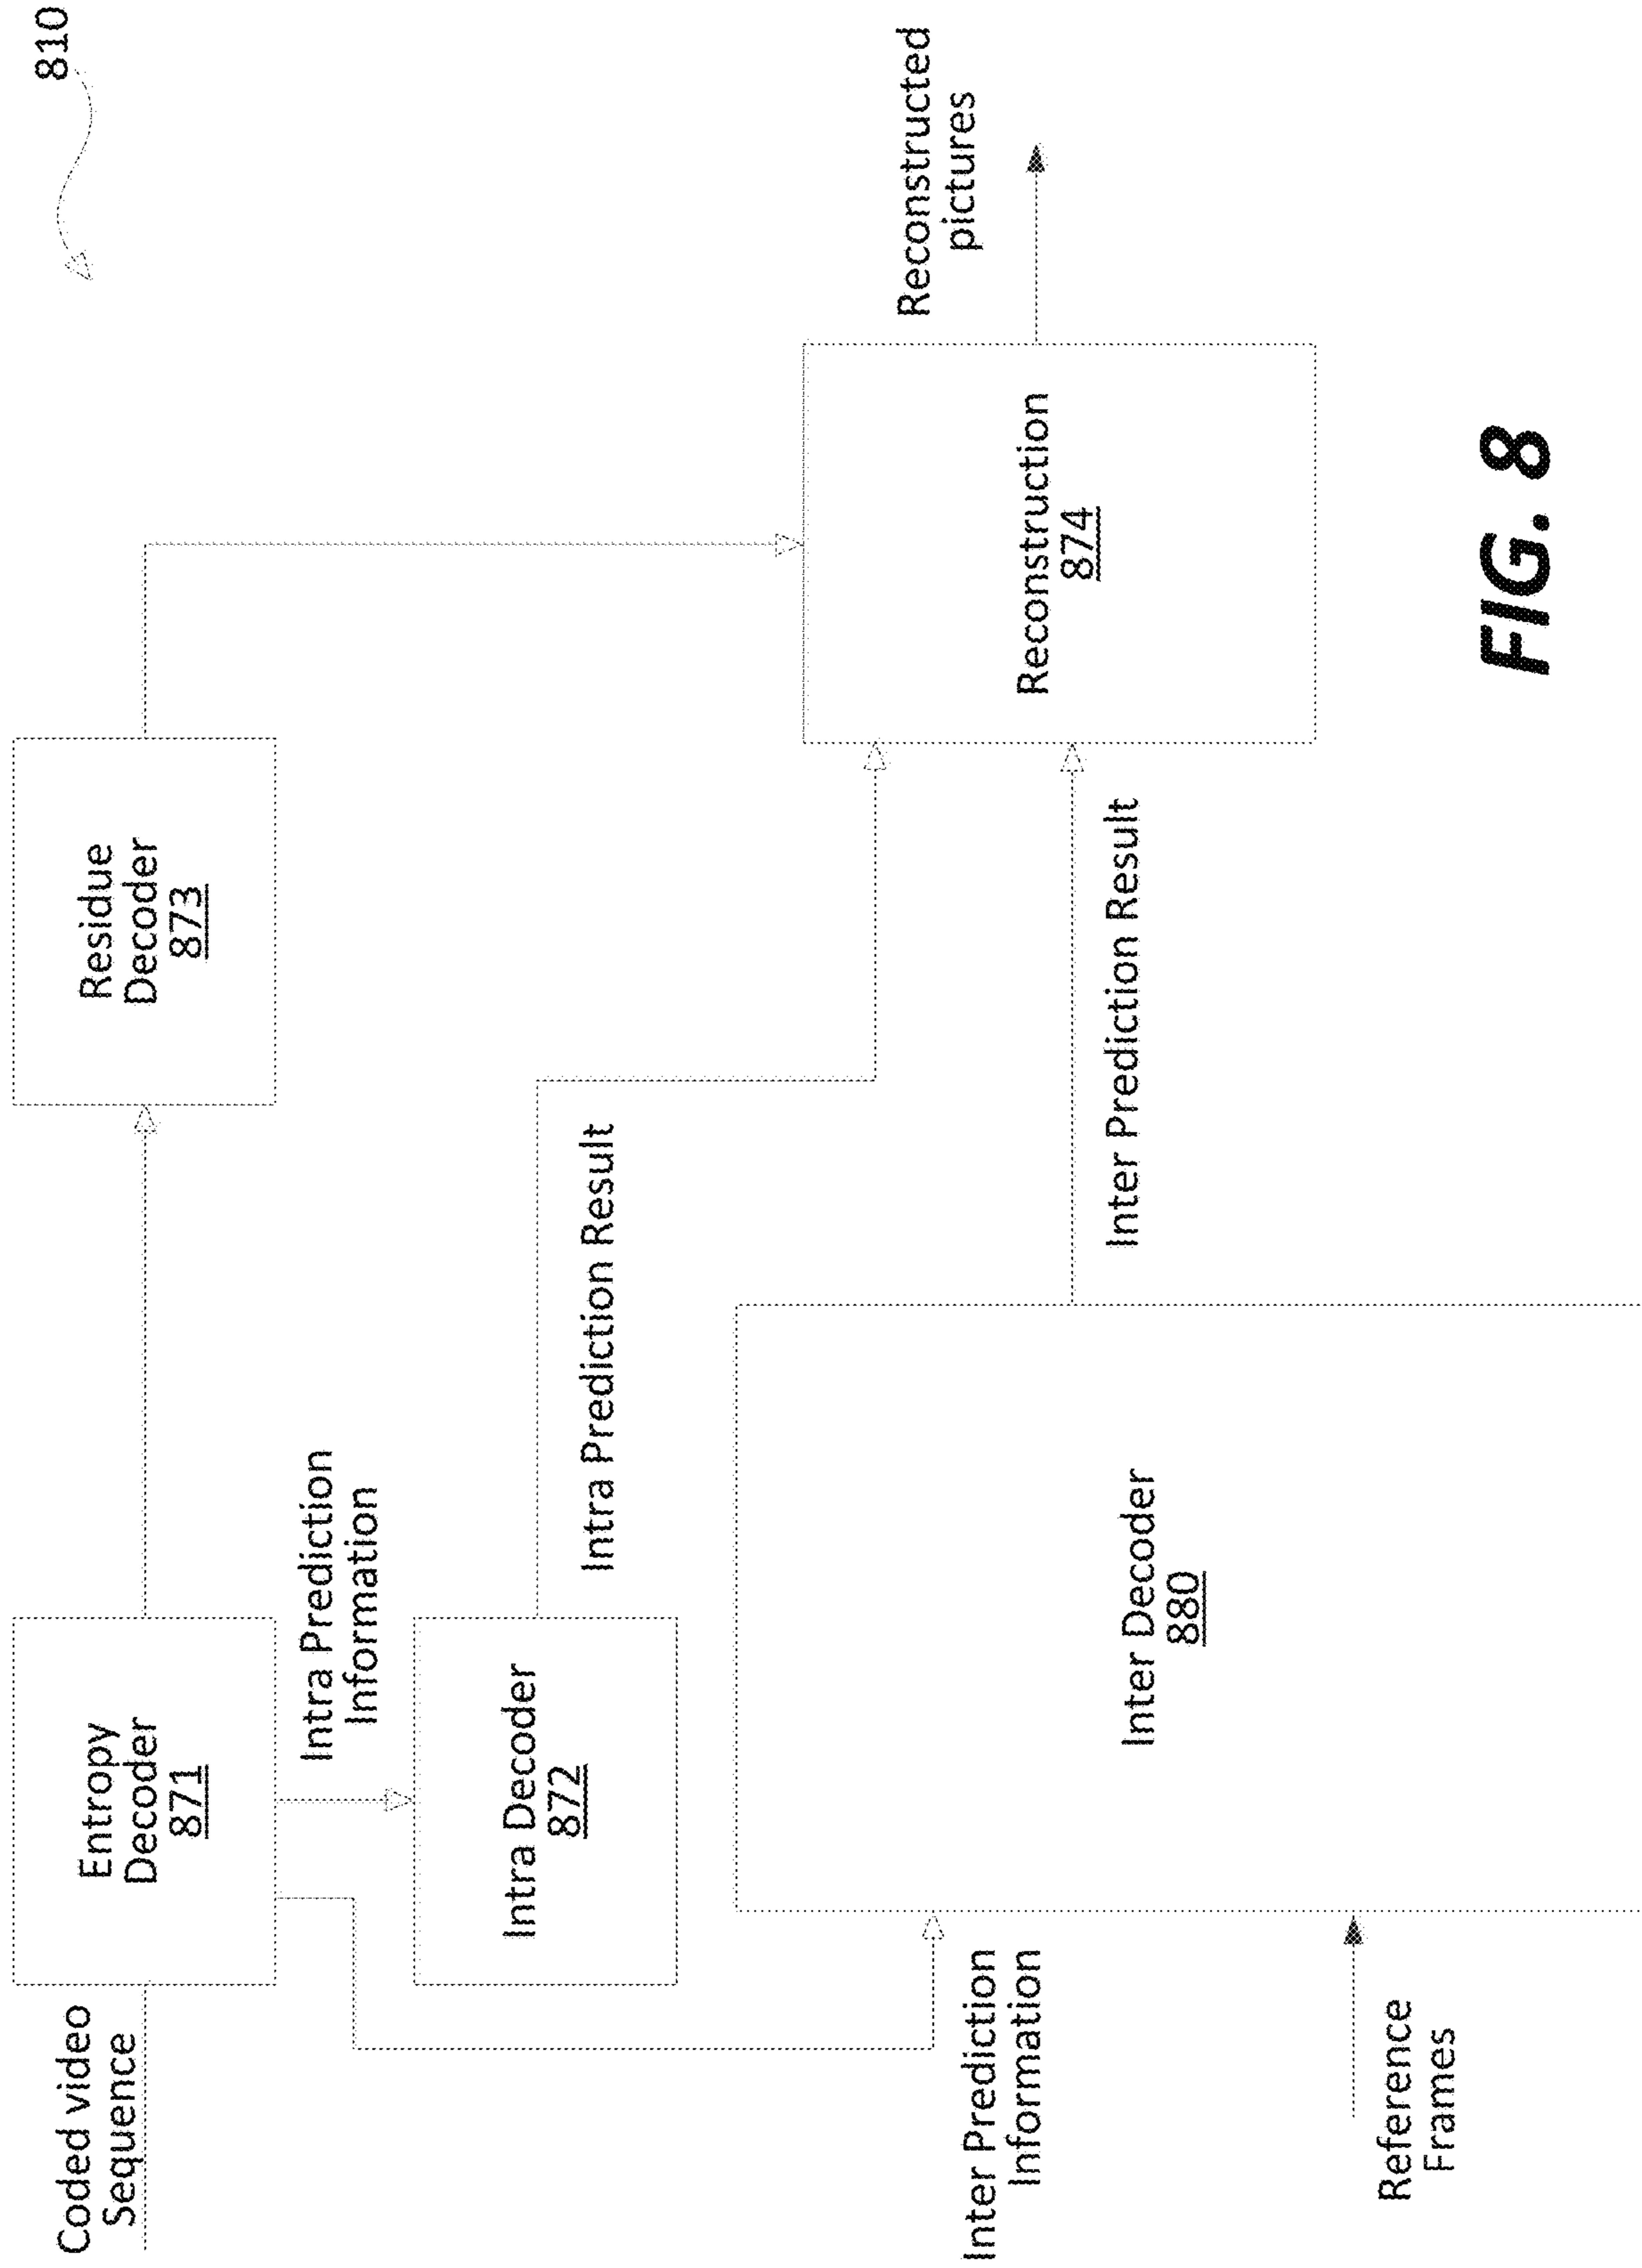 810
Coded video
Sequence
Entropy
Decoder
871
Residue
Decoder
873
Intra Prediction
Information
Intra Decoder
872
Intra Prediction Result
Inter Prediction
Information
Reference
Frames
Inter Decoder
880
Inter Prediction Result
Reconstruction
874
Reconstructed
pictures
FIG. 8